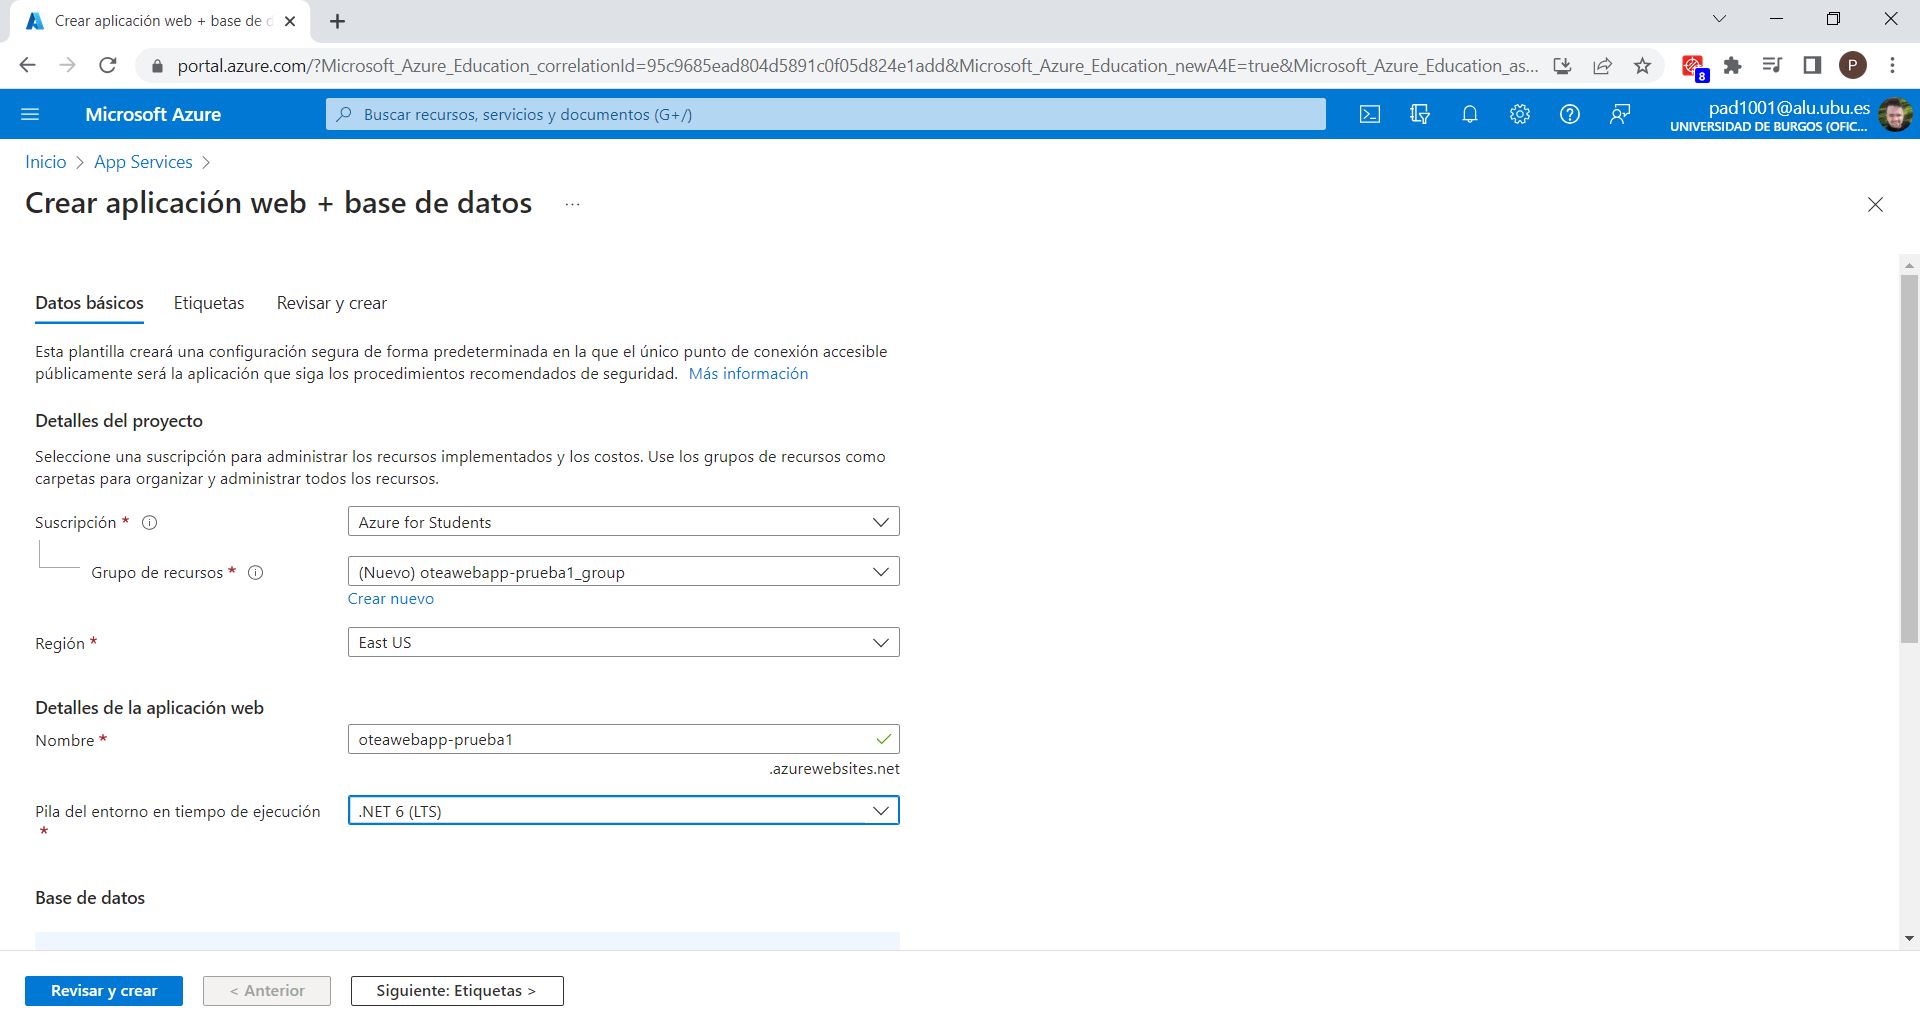 Crear aplicación web + base de d
portal.azure.com/?Microsoft_Azure_Education_correlationId=95c9685ead804d5891c0f05d824e1add&Microsoft_Azure_Education_newA4E=true&Microsoft_Azure_Education_as...
8
P
Microsoft Azure
Buscar recursos, servicios y documentos (G+/)
pad1001@alu.ubu.es
UNIVERSIDAD DE BURGOS (OFIC...
Inicio > App Services >
Crear aplicación web + base de datos ...
Datos básicos Etiquetas Revisar y crear
Esta plantilla creará una configuración segura de forma predeterminada en la que el único punto de conexión accesible
públicamente será la aplicación que siga los procedimientos recomendados de seguridad. Más información
Detalles del proyecto
Seleccione una suscripción para administrar los recursos implementados y los costos. Use los grupos de recursos como
carpetas para organizar y administrar todos los recursos.
Suscripción *
Azure for Students
Grupo de recursos *
(Nuevo) oteawebapp-prueba1_group
Crear nuevo
Región *
East US
Detalles de la aplicación web
Nombre *
oteawebapp-prueba1
.azurewebsites.net
Pila del entorno en tiempo de ejecución
*
.NET 6 (LTS)
Base de datos
Revisar y crear
< Anterior
Siguiente: Etiquetas >